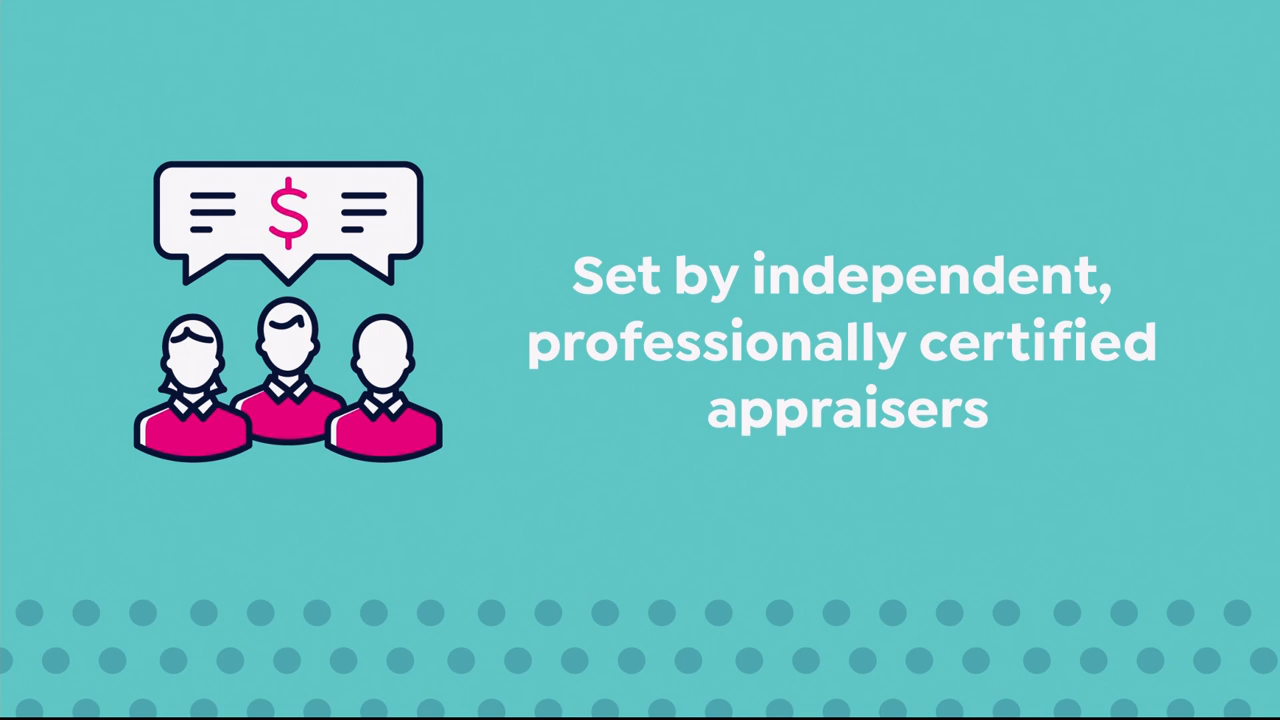 $
Set by independent,
professionally certified
appraisers